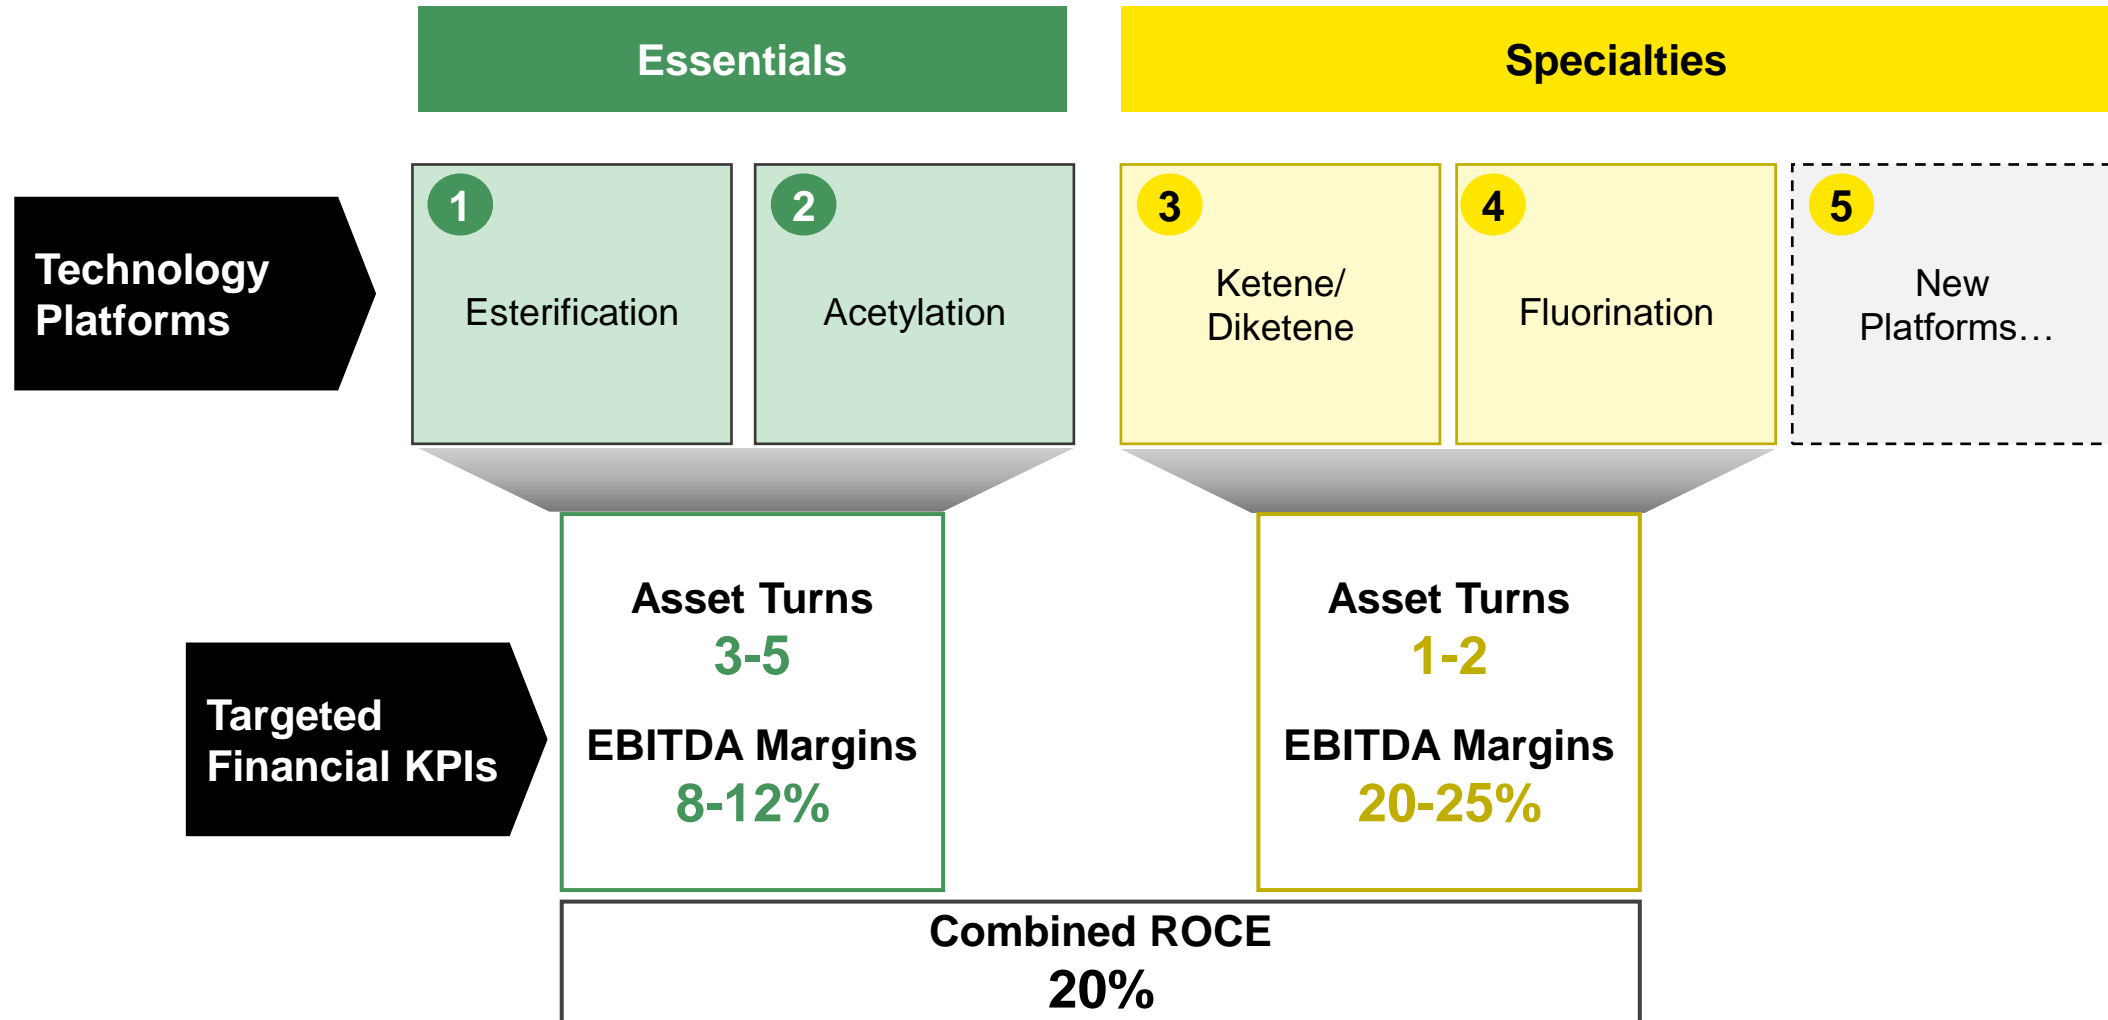 Essentials
Specialties
Technology
Platforms
1
Esterification
2
Acetylation
3
Ketene/
Diketene
4
Fluorination
5
New
Platforms…
Targeted
Financial KPIs
Asset Turns
3-5
EBITDA Margins
8-12%
Asset Turns
1-2
EBITDA Margins
20-25%
Combined ROCE
20%